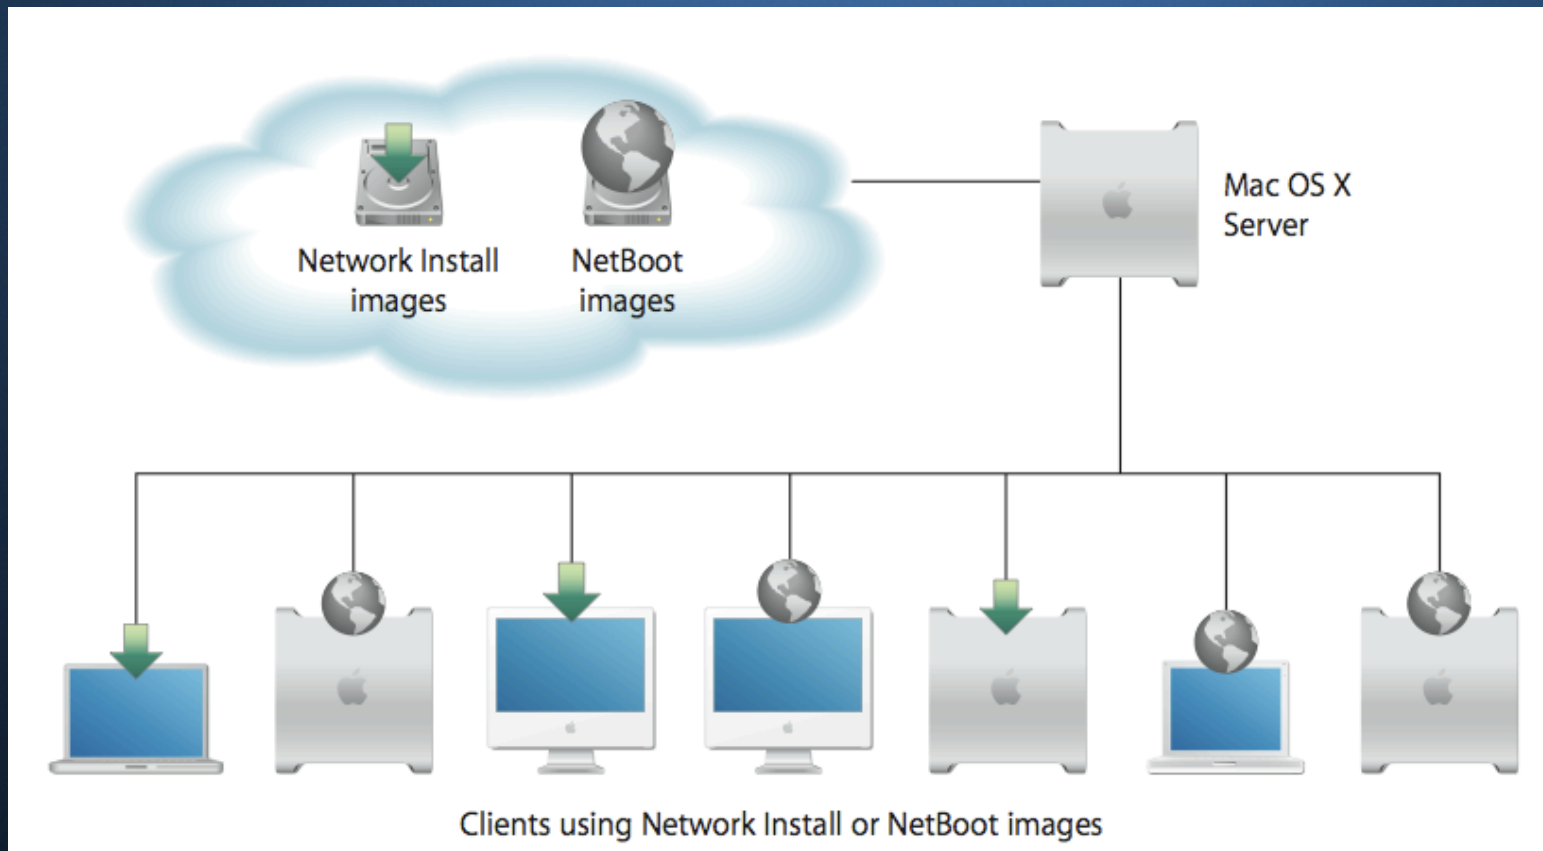 Network Install
images
NetBoot
images
Mac OS X
Server
Clients using Network Install or NetBoot images